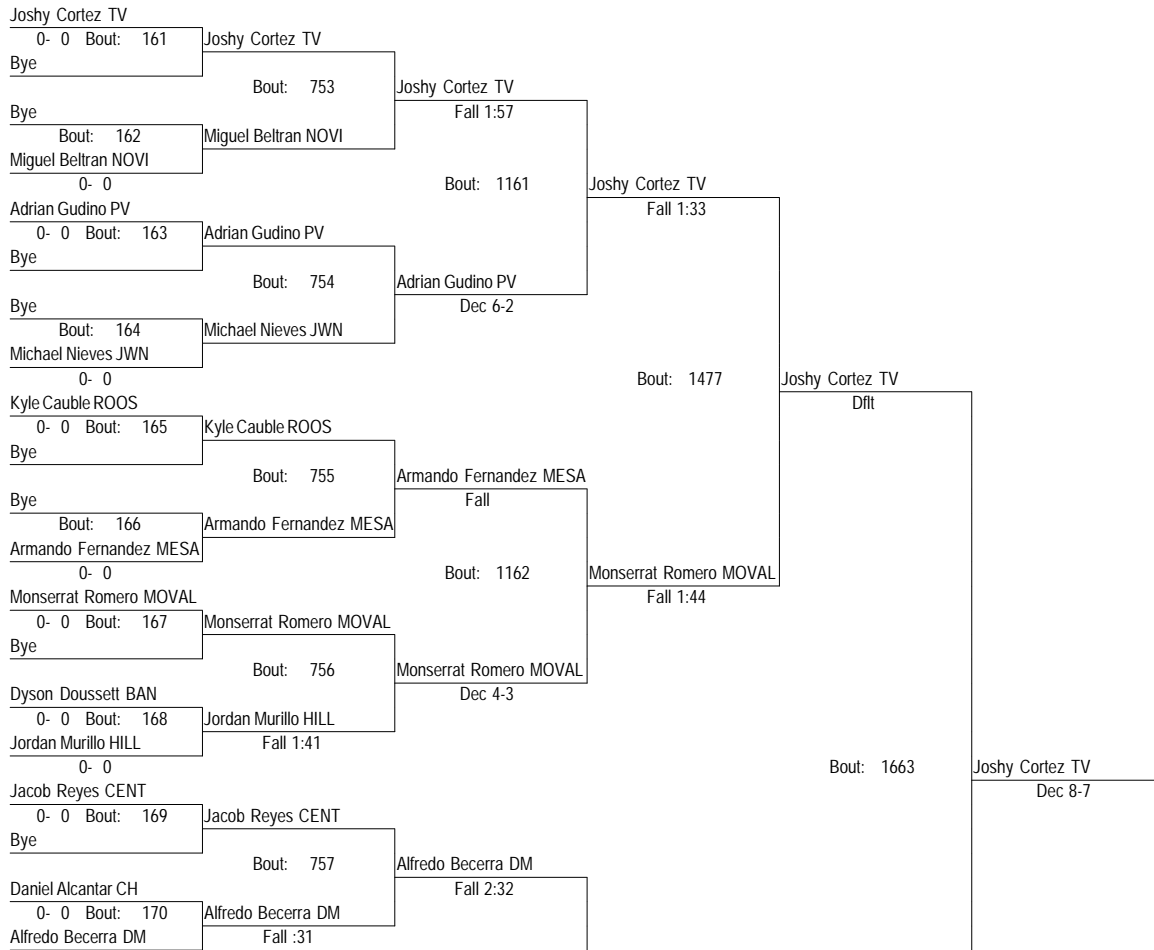 Joshy Cortez TV
0- 0 Bout: 161 Joshy Cortez TV
Bye
Bout: 753 Joshy Cortez TV
Bye Fall 1:57
Bout: 162 Miguel Beltran NOVI
Miguel Beltran NOVI
0- 0 Bout: 1161 Joshy Cortez TV
Adrian Gudino PV Fall 1:33
0- 0 Bout: 163 Adrian Gudino PV
Bye
Bout: 754 Adrian Gudino PV
Bye Dec 6-2
Bout: 164 Michael Nieves JWN
Michael Nieves JWN
0- 0 Bout: 1477 Joshy Cortez TV
Kyle Cauble ROOS Dflt
0- 0 Bout: 165 Kyle Cauble ROOS
Bye
Bout: 755 Armando Fernandez MESA
Bye Fall
Bout: 166 Armando Fernandez MESA
Armando Fernandez MESA
0- 0 Bout: 1162 Monserrat Romero MOVAL
Monserrat Romero MOVAL Fall 1:44
0- 0 Bout: 167 Monserrat Romero MOVAL
Bye
Bout: 756 Monserrat Romero MOVAL
Dyson Doussett BAN Dec 4-3
0- 0 Bout: 168 Jordan Murillo HILL
Jordan Murillo HILL Fall 1:41
0- 0 Bout: 1663 Joshy Cortez TV
Jacob Reyes CENT Dec 8-7
0- 0 Bout: 169 Jacob Reyes CENT
Bye
Bout: 757 Alfredo Becerra DM
Daniel Alcantar CH Fall 2:32
0- 0 Bout: 170 Alfredo Becerra DM
Alfredo Becerra DM Fall :31